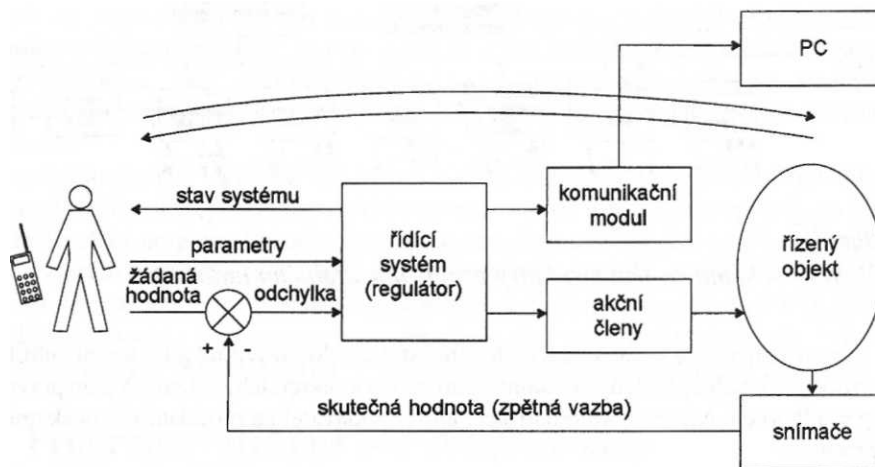 PC
stav systému
komunikační
modul
parametry
řídící
systém
(regulátor)
řízený
objekt
žádaná
hodnota
odchylka
akční
členy
+
-
skutečná hodnota (zpětná vazba)
snímače